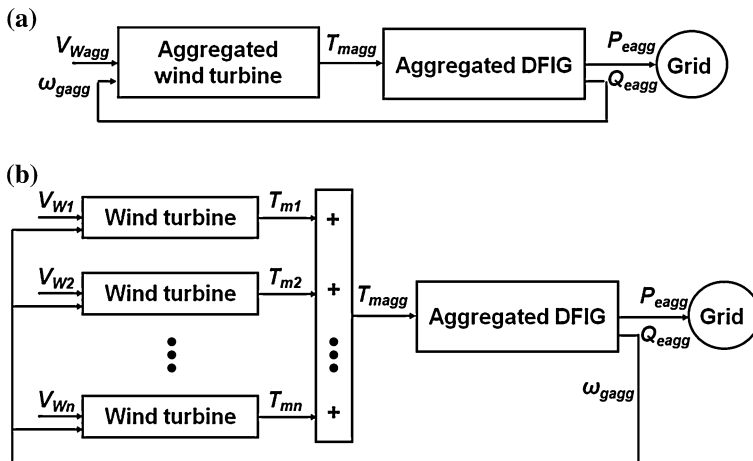 (a)
V_Wagg
ω_gagg
Aggregated
wind turbine
T_magg
Aggregated DFIG
P_eagg
Q_eagg
Grid
(b)
V_W1
Wind turbine
T_m1
+
V_W2
Wind turbine
T_m2
+
T_magg
Aggregated DFIG
P_eagg
Q_eagg
Grid
ω_gagg
V_Wn
Wind turbine
T_mn
+